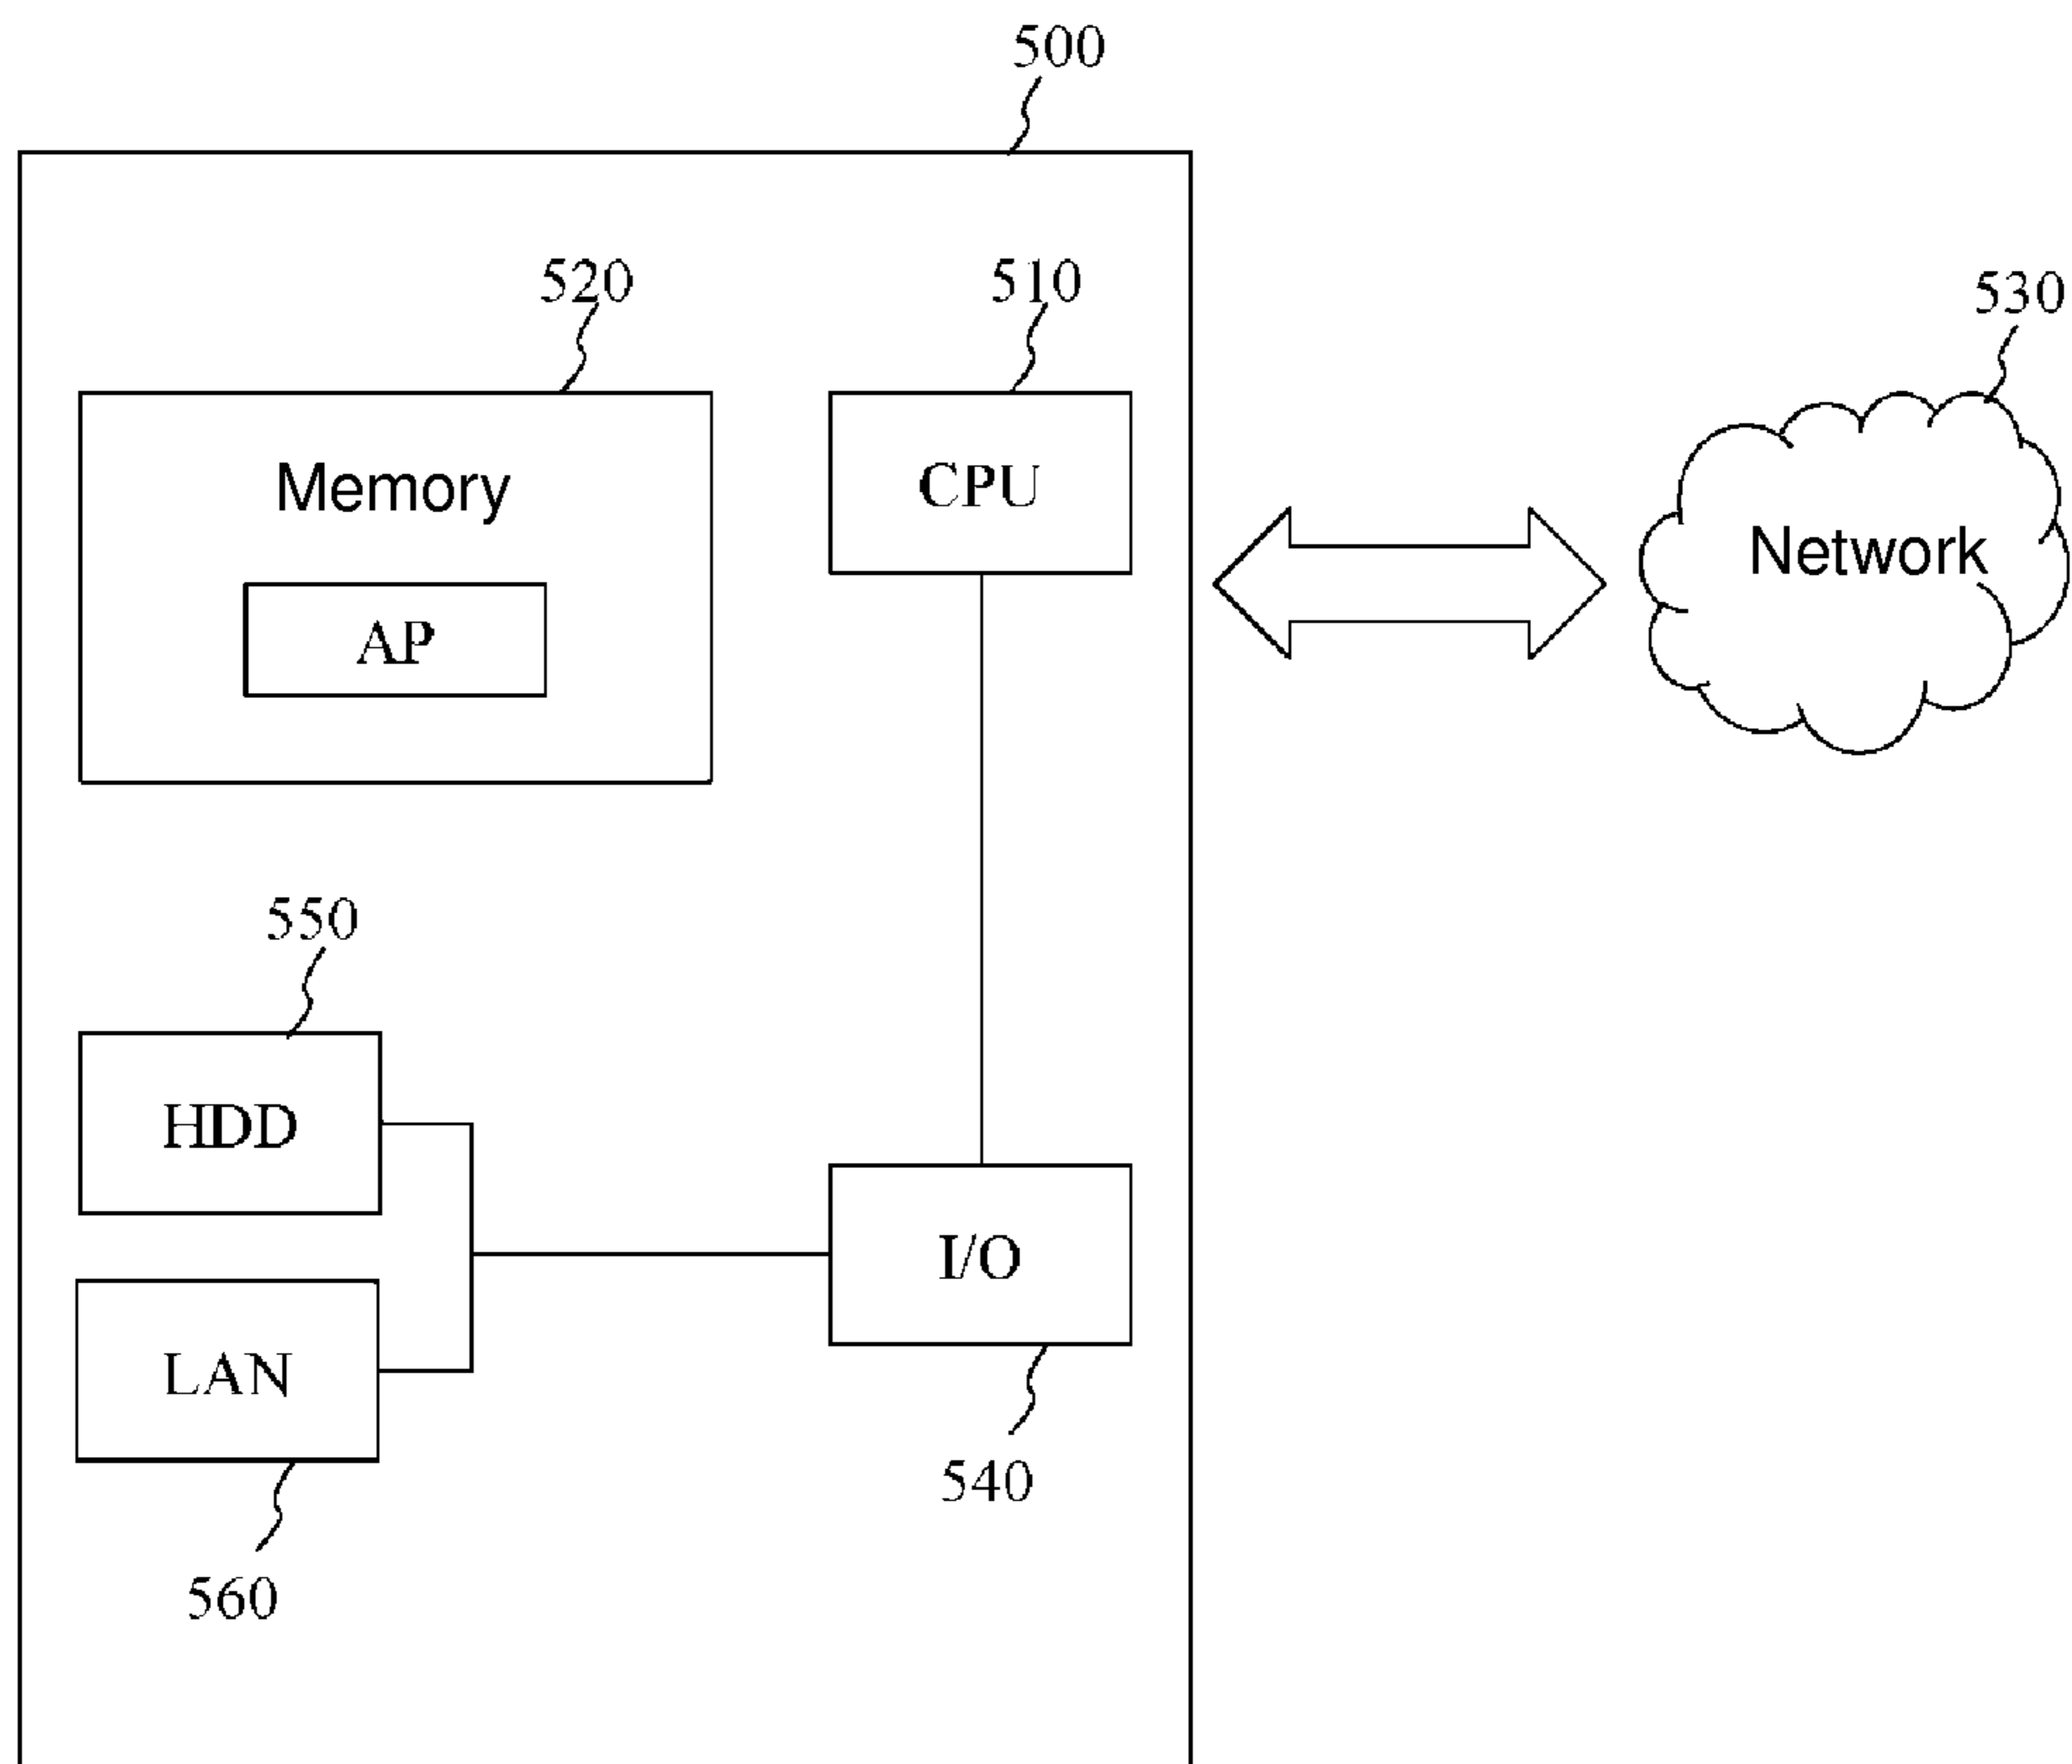 500
520
510
530
Memory
CPU
Network
AP
550
HDD
I/O
LAN
540
560